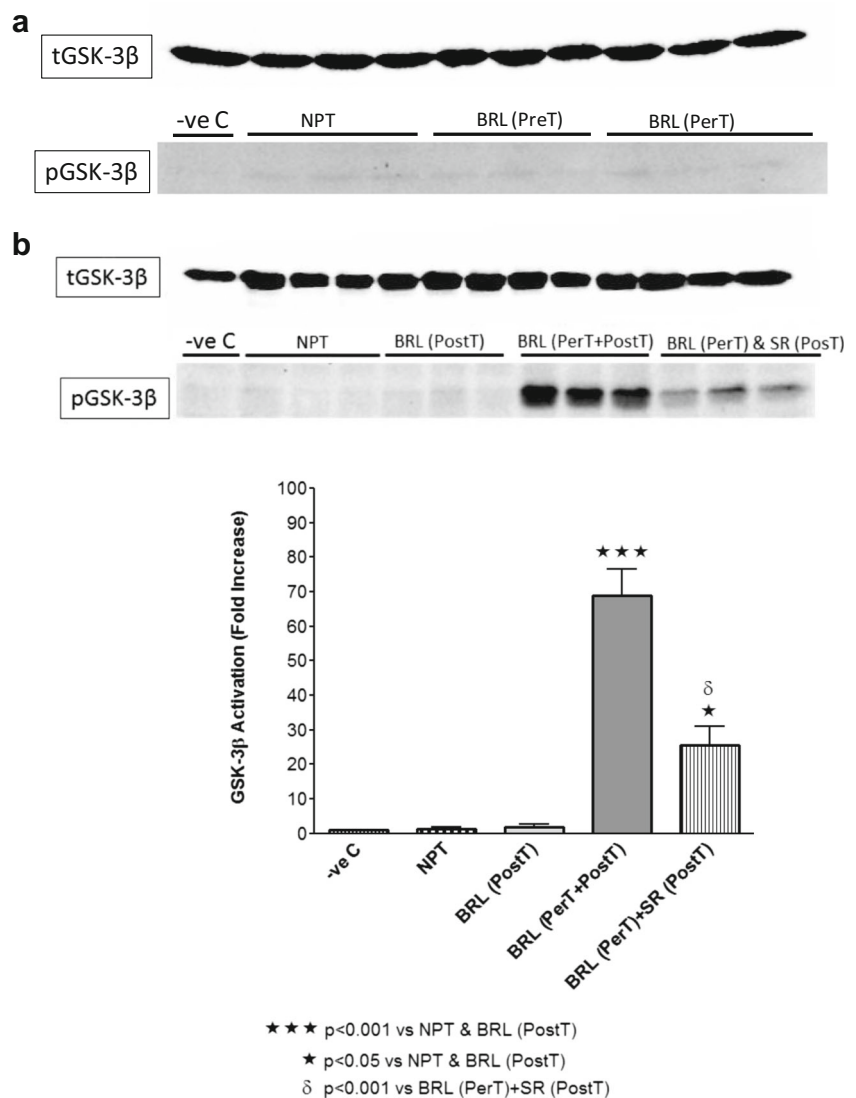 a
tGSK-3β
-ve C NPT BRL (PreT) BRL (PerT)
pGSK-3β
b
tGSK-3β
-ve C NPT BRL (PostT) BRL (PerT+PostT) BRL (PerT) & SR (PosT)
pGSK-3β
GSK-3β Activation (Fold Increase)
100
90
80
70
60
50
40
30
20
10
0
★★★
δ
★
-ve C
NPT
BRL (PostT)
BRL (PerT+PostT)
BRL (PerT)+SR (PostT)
★★★ p<0.001 vs NPT & BRL (PostT)
★ p<0.05 vs NPT & BRL (PostT)
δ p<0.001 vs BRL (PerT)+SR (PostT)